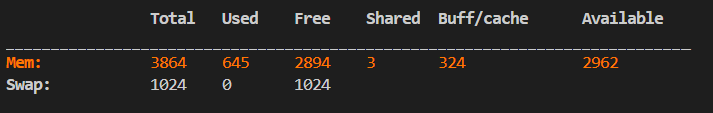 Total Used Free Shared Buff/cache Available
Mem: 3864 645 2894 3 324 2962
Swap: 1024 0 1024